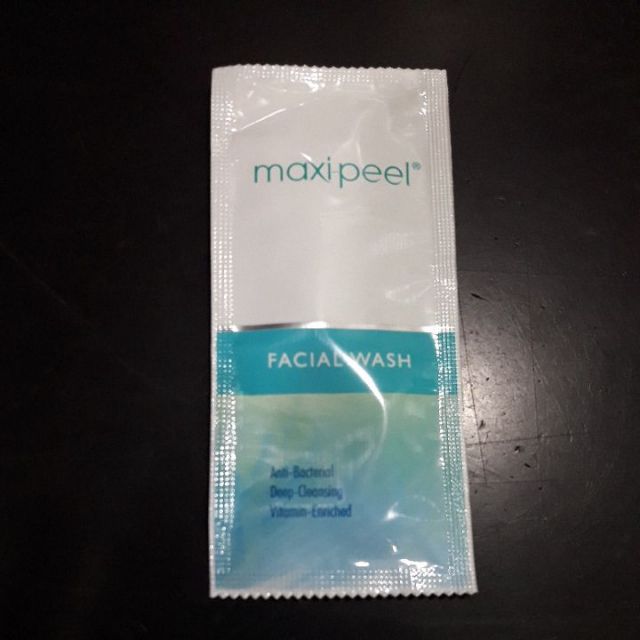 maxi·peel®
FACIAL WASH
Anti-Bacterial
Deep-Cleansing
Vitamin-Enriched